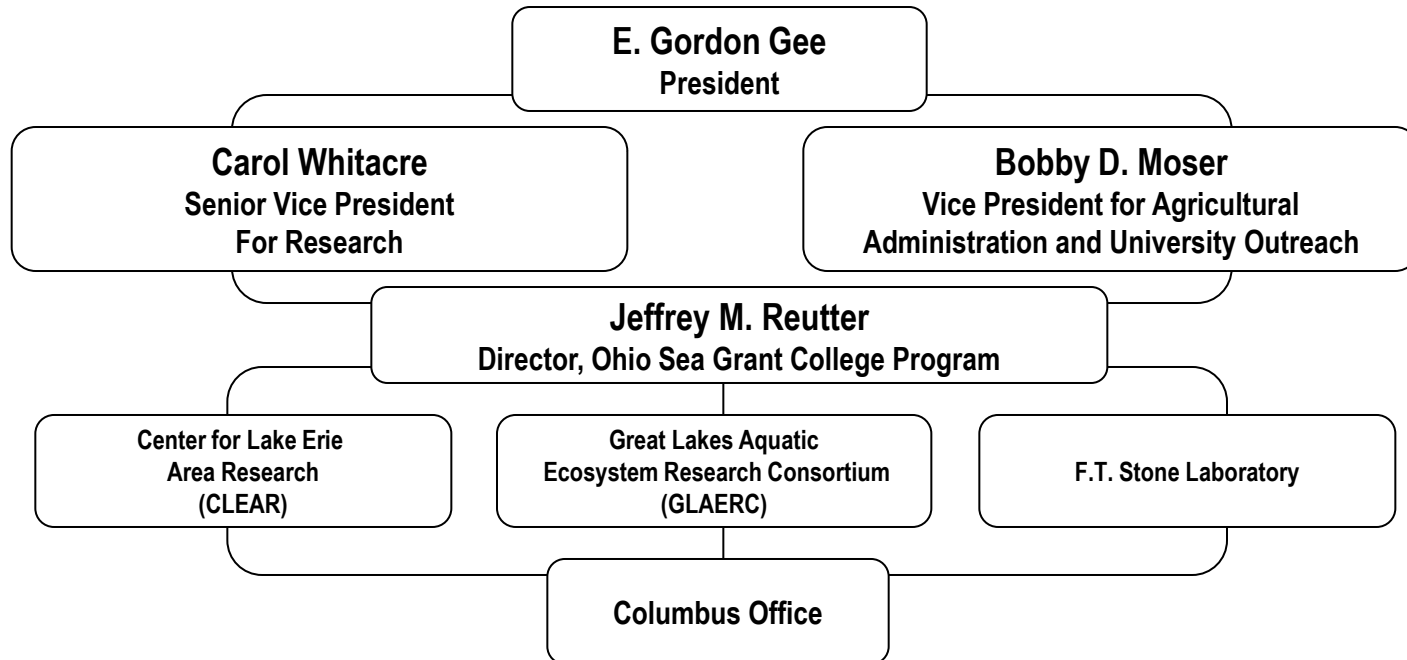 E. Gordon Gee
President
Carol Whitacre
Senior Vice President
For Research
Bobby D. Moser
Vice President for Agricultural
Administration and University Outreach
Jeffrey M. Reutter
Director, Ohio Sea Grant College Program
Center for Lake Erie
Area Research
(CLEAR)
Great Lakes Aquatic
Ecosystem Research Consortium
(GLAERC)
F.T. Stone Laboratory
Columbus Office